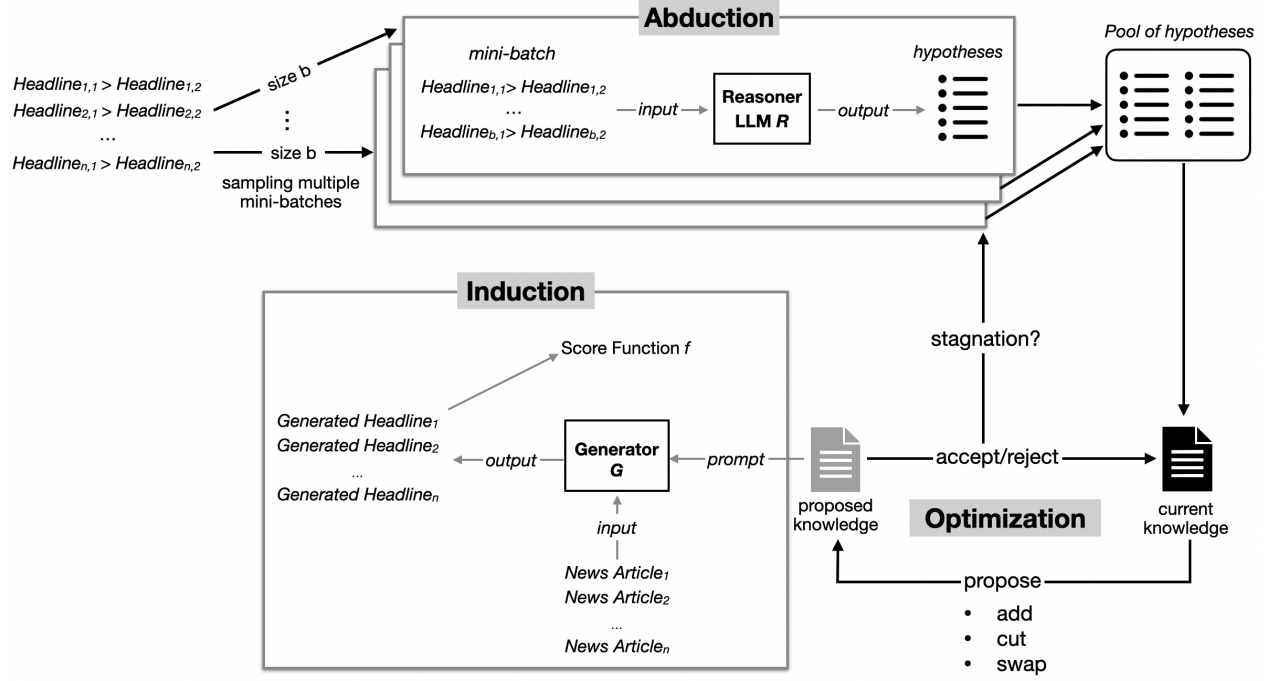 Abduction
Pool of hypotheses
mini-batch
hypotheses
Headline1,1 > Headline1,2
Headline2,1 > Headline2,2
...
Headlinen,1 > Headlinen,2
size b
⋮
size b
sampling multiple
mini-batches
Headline1,1> Headline1,2
...
Headlineb,1> Headlineb,2
input
Reasoner
LLM R
output
Induction
Score Function f
Generated Headline1
Generated Headline2
...
Generated Headlinen
output
Generator
G
prompt
input
News Article1
News Article2
...
News Articlen
stagnation?
accept/reject
proposed
knowledge
Optimization
current
knowledge
propose
• add
• cut
• swap